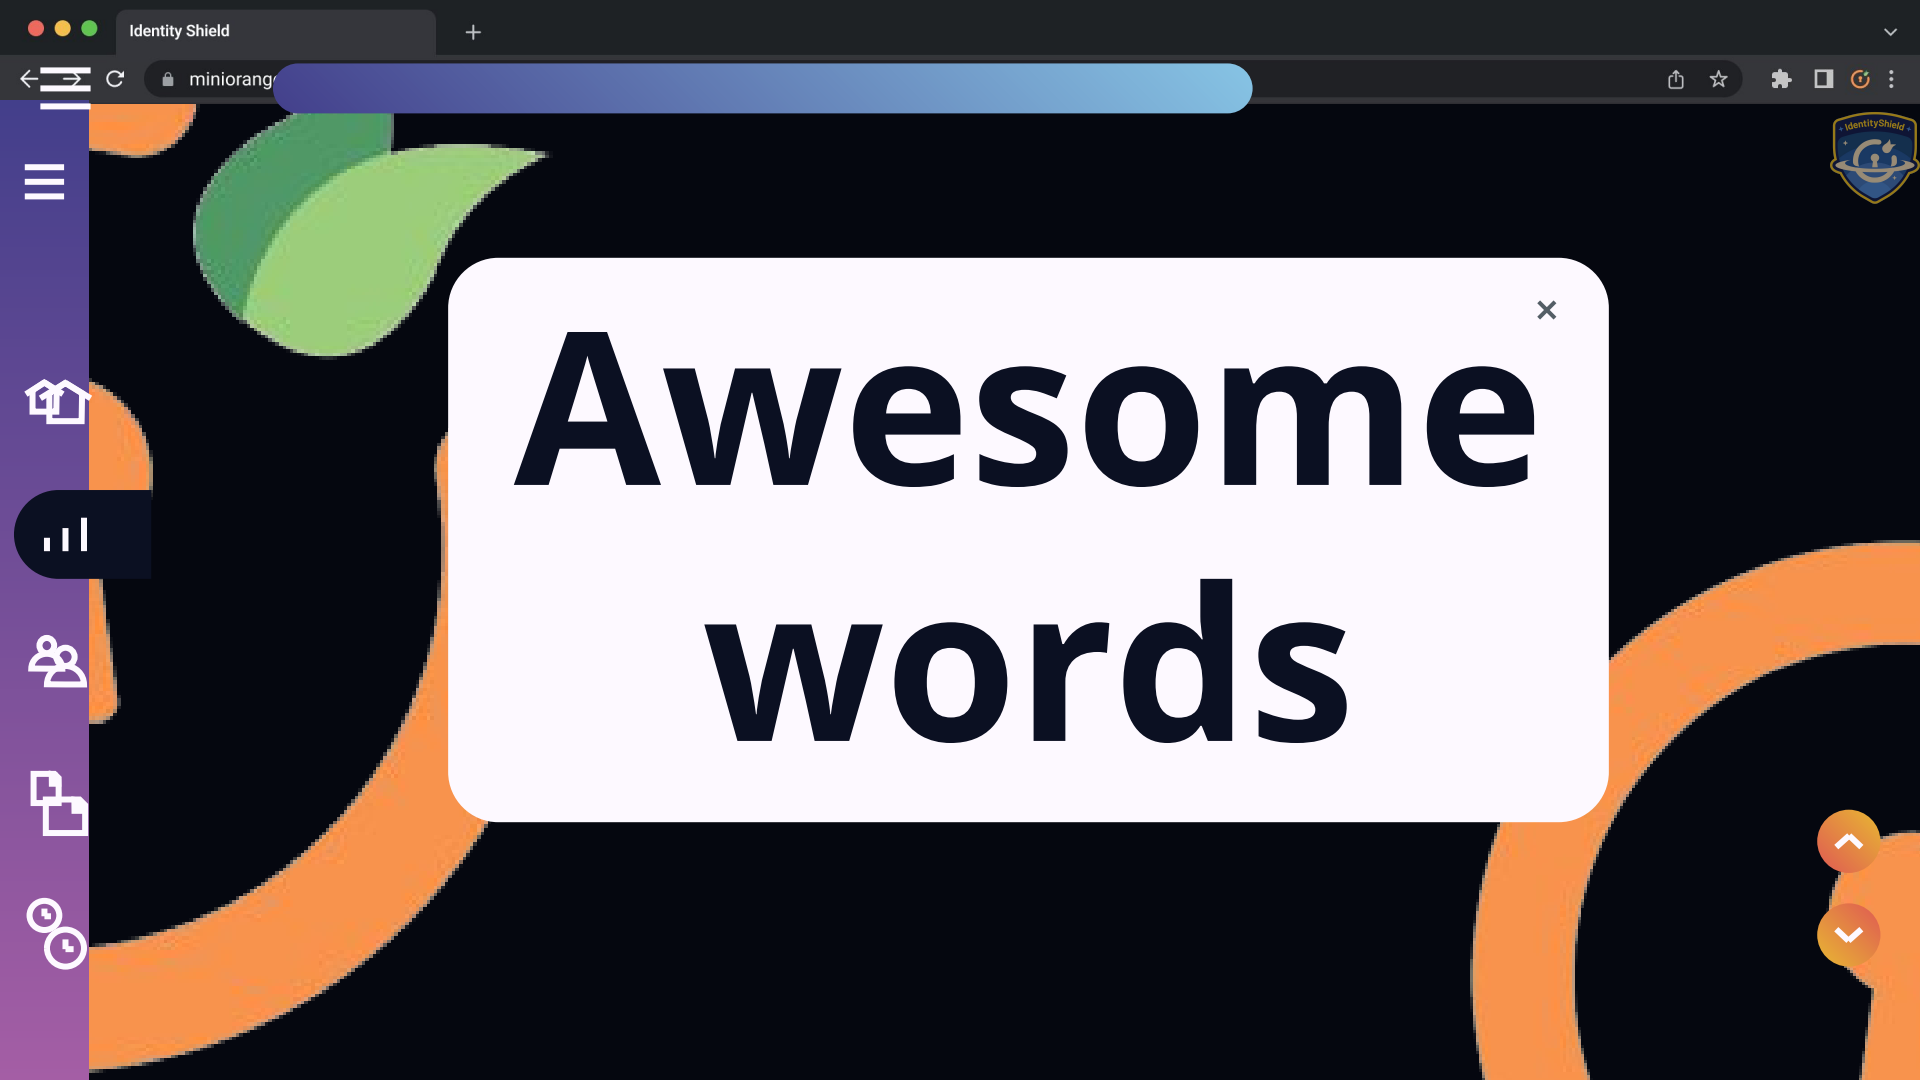 Identity Shield
miniorang
IdentityShield
Awesome
words